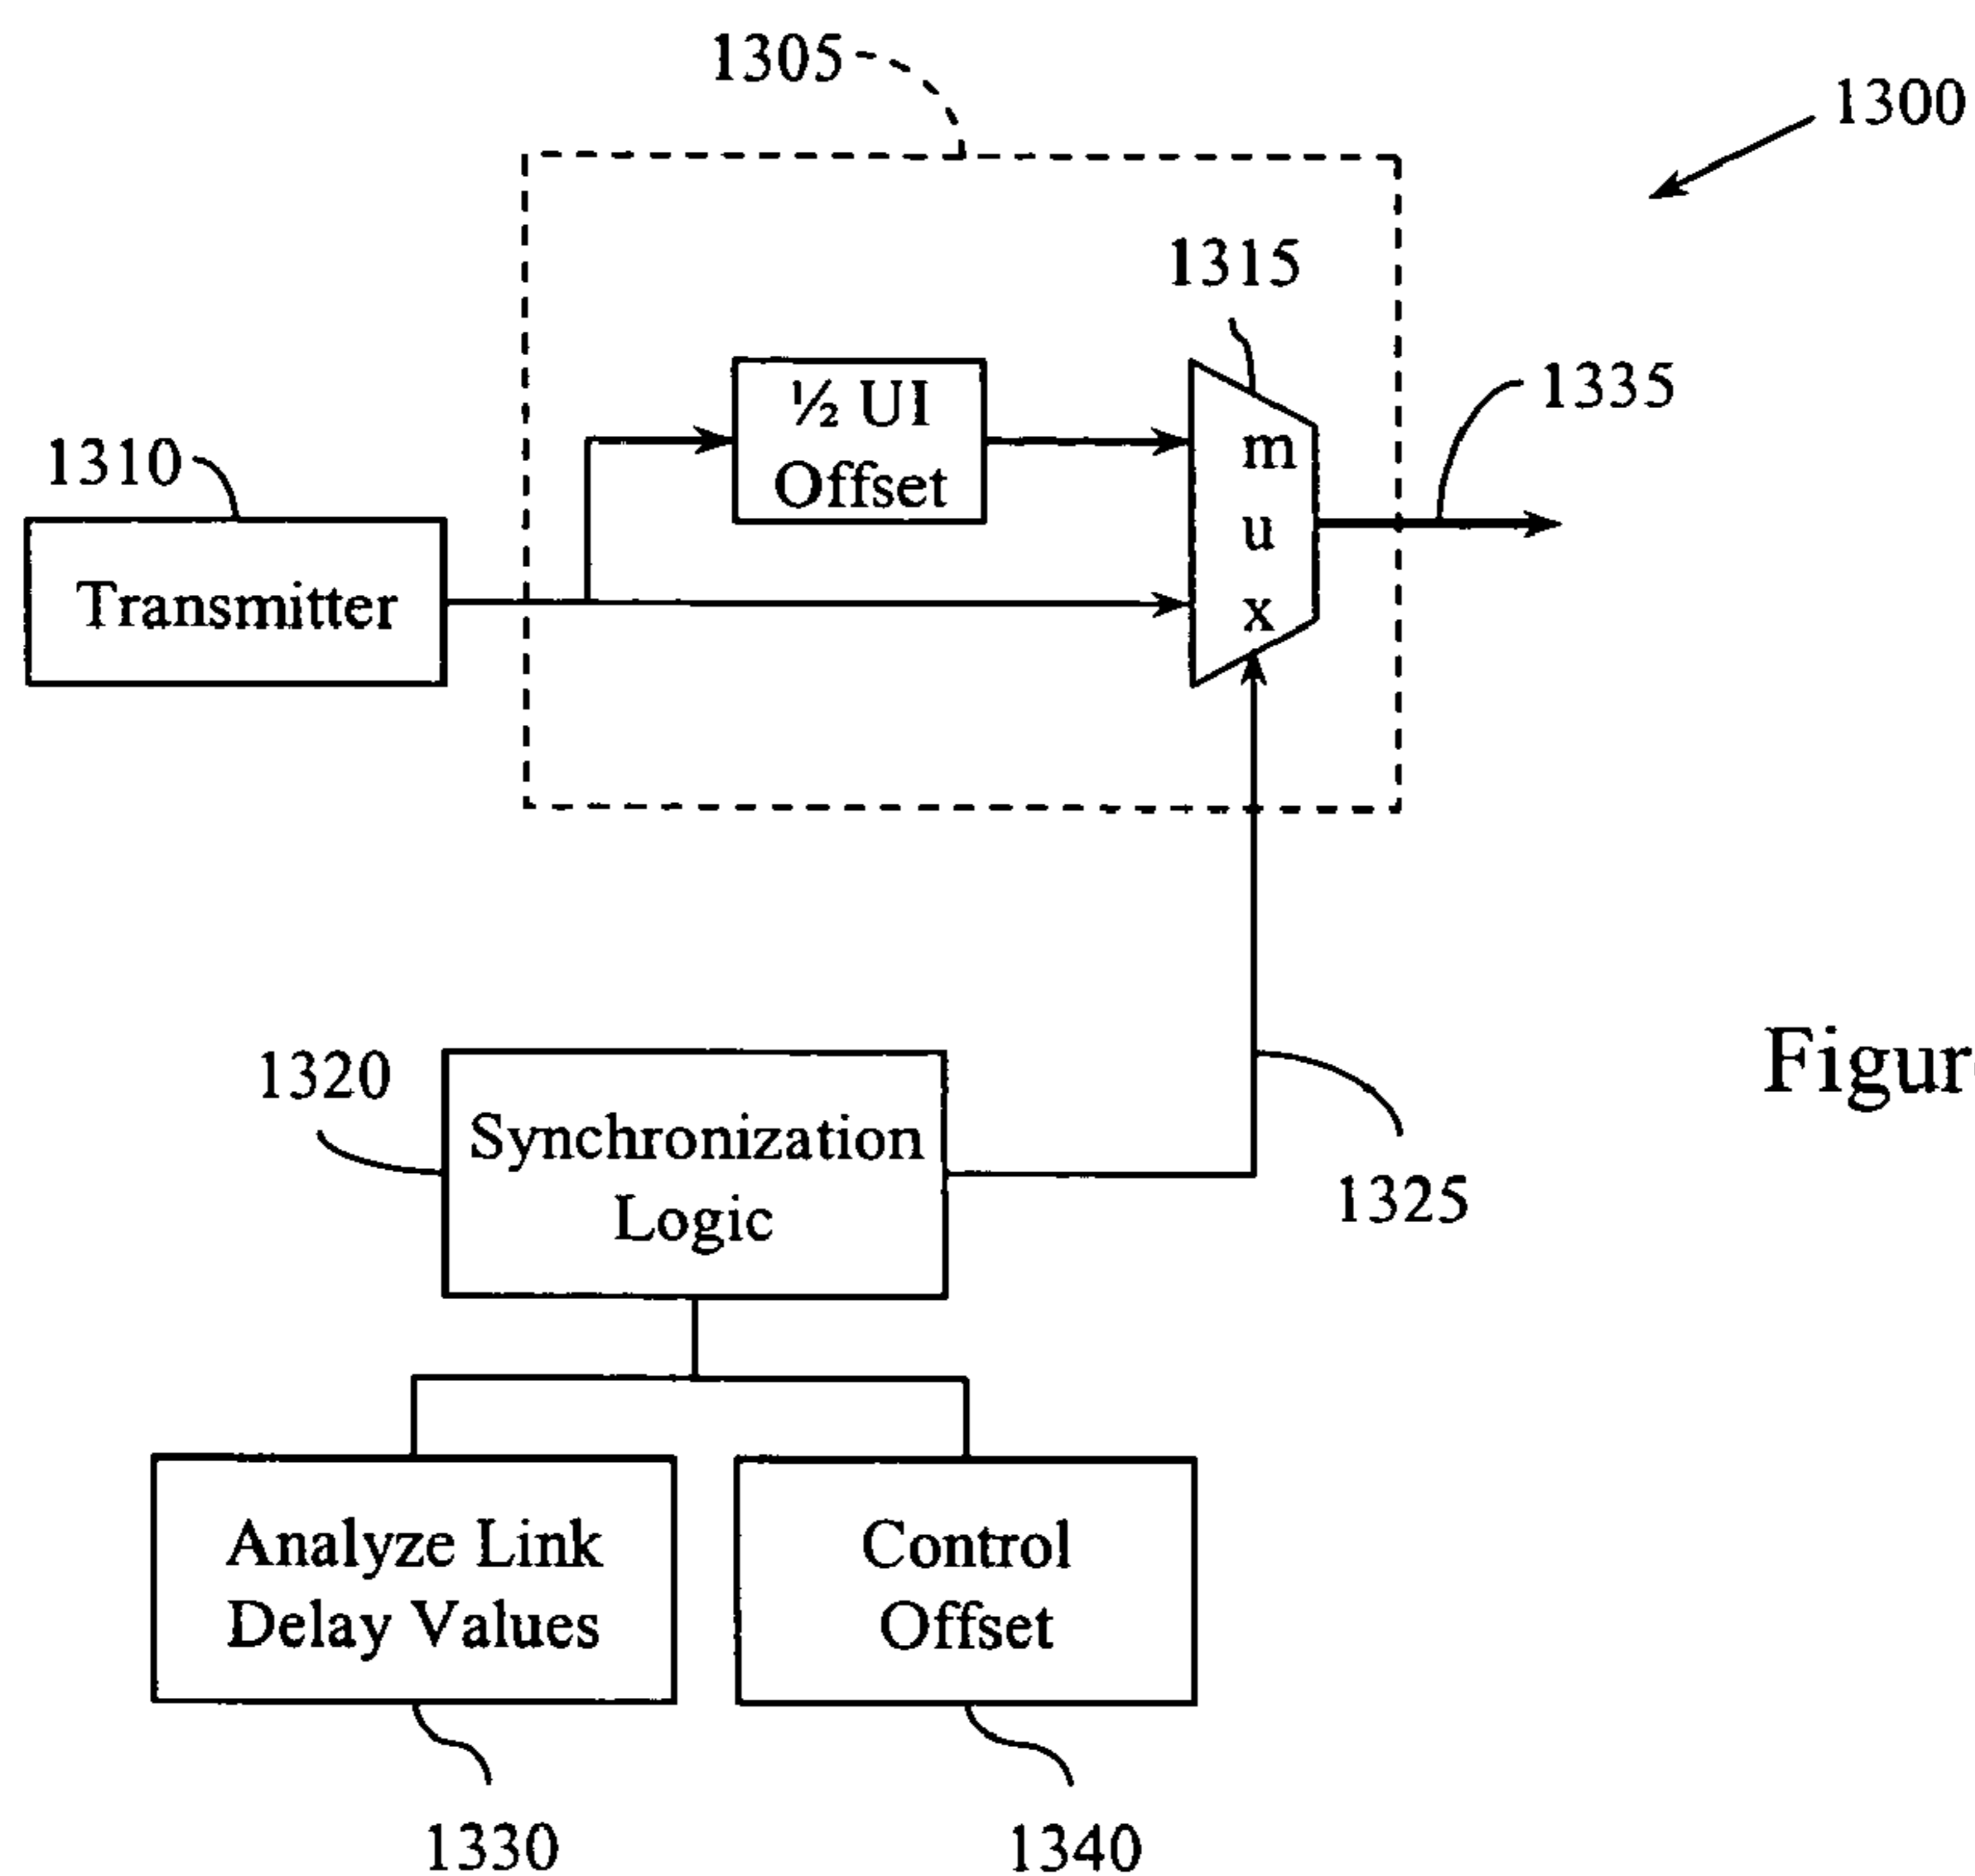 1305
1300
1315
½ UI
Offset
1335
1310
m
u
x
Transmitter
1320
Synchronization
Logic
1325
Analyze Link
Delay Values
Control
Offset
1330
1340